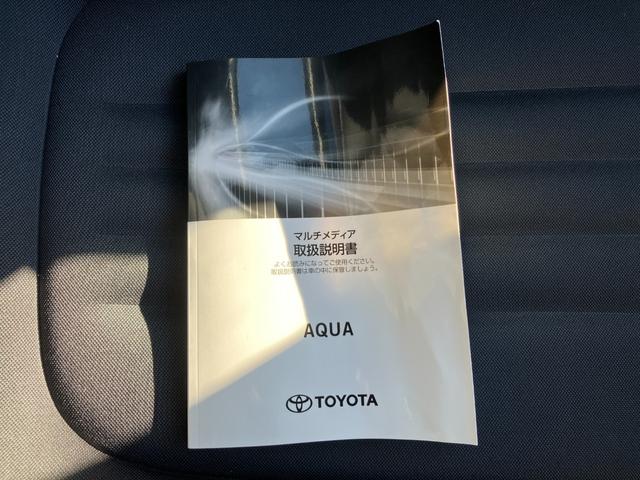 マルチメディア
取扱説明書
よくお読みになってご使用ください。
取扱説明書は車の中に保管しましょう。
AQUA
TOYOTA